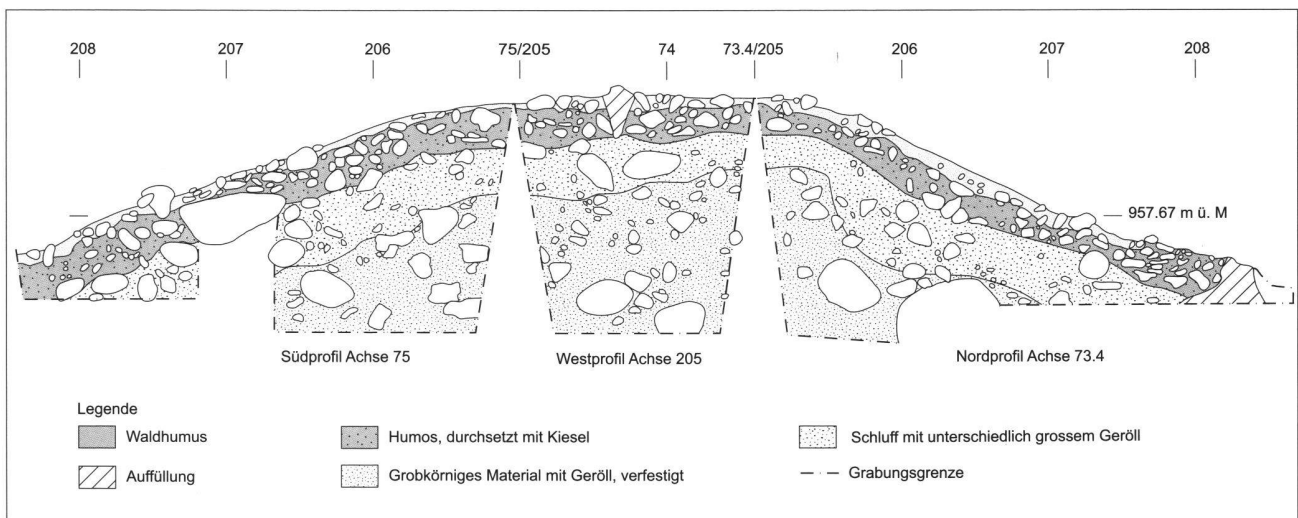 208 207 206 75/205 74 73.4/205 206 207 208
957.67 m ü. M
Südprofil Achse 75 Westprofil Achse 205 Nordprofil Achse 73.4
Legende
Waldhumus Humos, durchsetzt mit Kiesel Schluff mit unterschiedlich grossem Geröll
Auffüllung Grobkörniges Material mit Geröll, verfestigt Grabungsgrenze